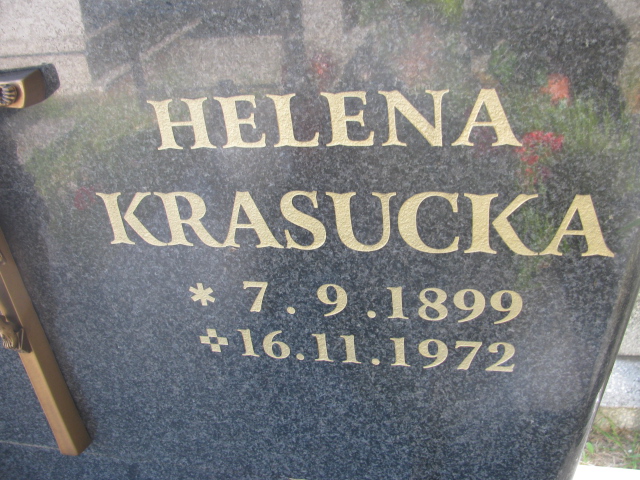 HELENA
KRASUCKA
* 7.9.1899
✣16.11.1972